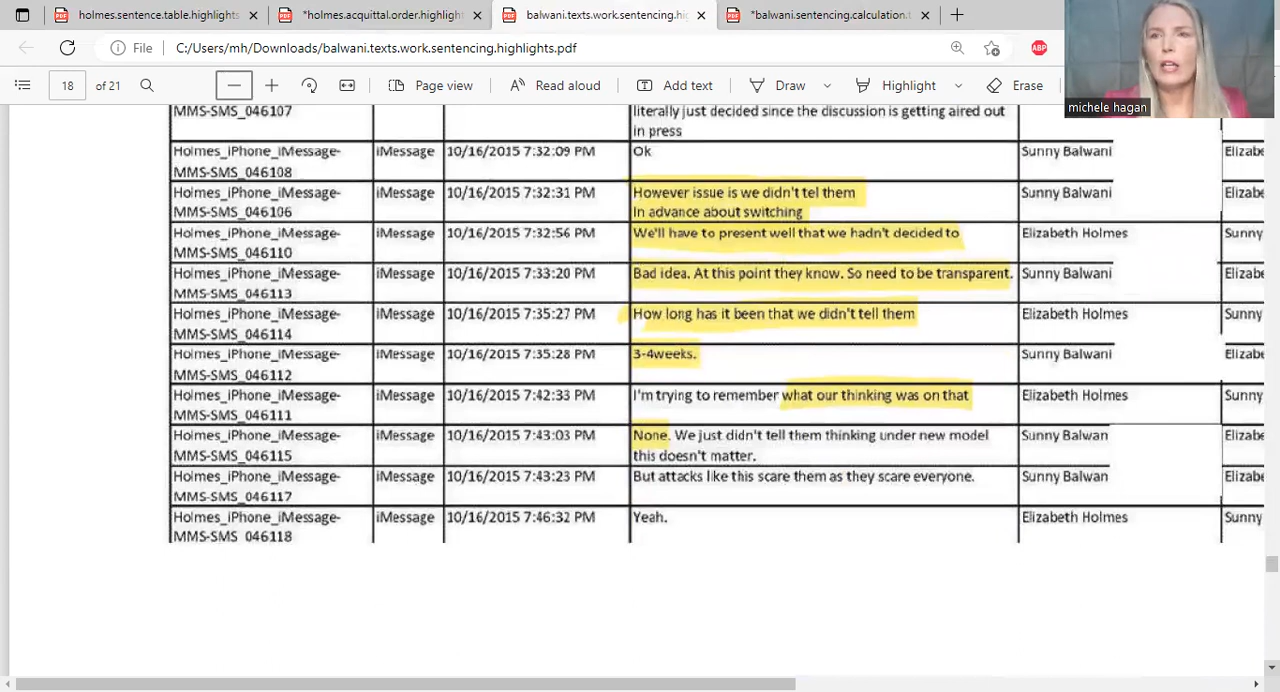 holmes.sentence.table.highlights
*holmes.acquittal.order.highligh
balwani.texts.work.sentencing.hi
*balwani.sentencing.calculation.t
File C:/Users/mh/Downloads/balwani.texts.work.sentencing.highlights.pdf
ABP
18 of 21 Page view Read aloud Add text Draw Highlight Erase
michele hagan
Holmes_iPhone_iMessage- literally just decided since the discussion is getting aired out
MMS-SMS_046107 in press
Holmes_iPhone_iMessage- iMessage 10/16/2015 7:32:09 PM Ok Sunny Balwani Elizabe
MMS-SMS_046108
Holmes_iPhone_iMessage- iMessage 10/16/2015 7:32:31 PM However issue is we didn't tel them Sunny Balwani Elizabe
MMS-SMS_046106 In advance about switching
Holmes_iPhone_iMessage- iMessage 10/16/2015 7:32:56 PM We'll have to present well that we hadn't decided to Elizabeth Holmes Sunny
MMS-SMS_046110
Holmes_iPhone_iMessage- iMessage 10/16/2015 7:33:20 PM Bad idea. At this point they know. So need to be transparent. Sunny Balwani Elizabe
MMS-SMS_046113
Holmes_iPhone_iMessage- iMessage 10/16/2015 7:35:27 PM How long has it been that we didn't tell them Elizabeth Holmes Sunny
MMS-SMS_046114
Holmes_iPhone_iMessage- iMessage 10/16/2015 7:35:28 PM 3-4weeks. Sunny Balwani Elizabe
MMS-SMS_046112
Holmes_iPhone_iMessage- iMessage 10/16/2015 7:42:33 PM I'm trying to remember what our thinking was on that Elizabeth Holmes Sunny
MMS-SMS_046111
Holmes_iPhone_iMessage- iMessage 10/16/2015 7:43:03 PM None. We just didn't tell them thinking under new model Sunny Balwan Elizabe
MMS-SMS_046115 this doesn't matter.
Holmes_iPhone_iMessage- iMessage 10/16/2015 7:43:23 PM But attacks like this scare them as they scare everyone. Sunny Balwan Elizabe
MMS-SMS_046117
Holmes_iPhone_iMessage- iMessage 10/16/2015 7:46:32 PM Yeah. Elizabeth Holmes Sunny
MMS-SMS_046118